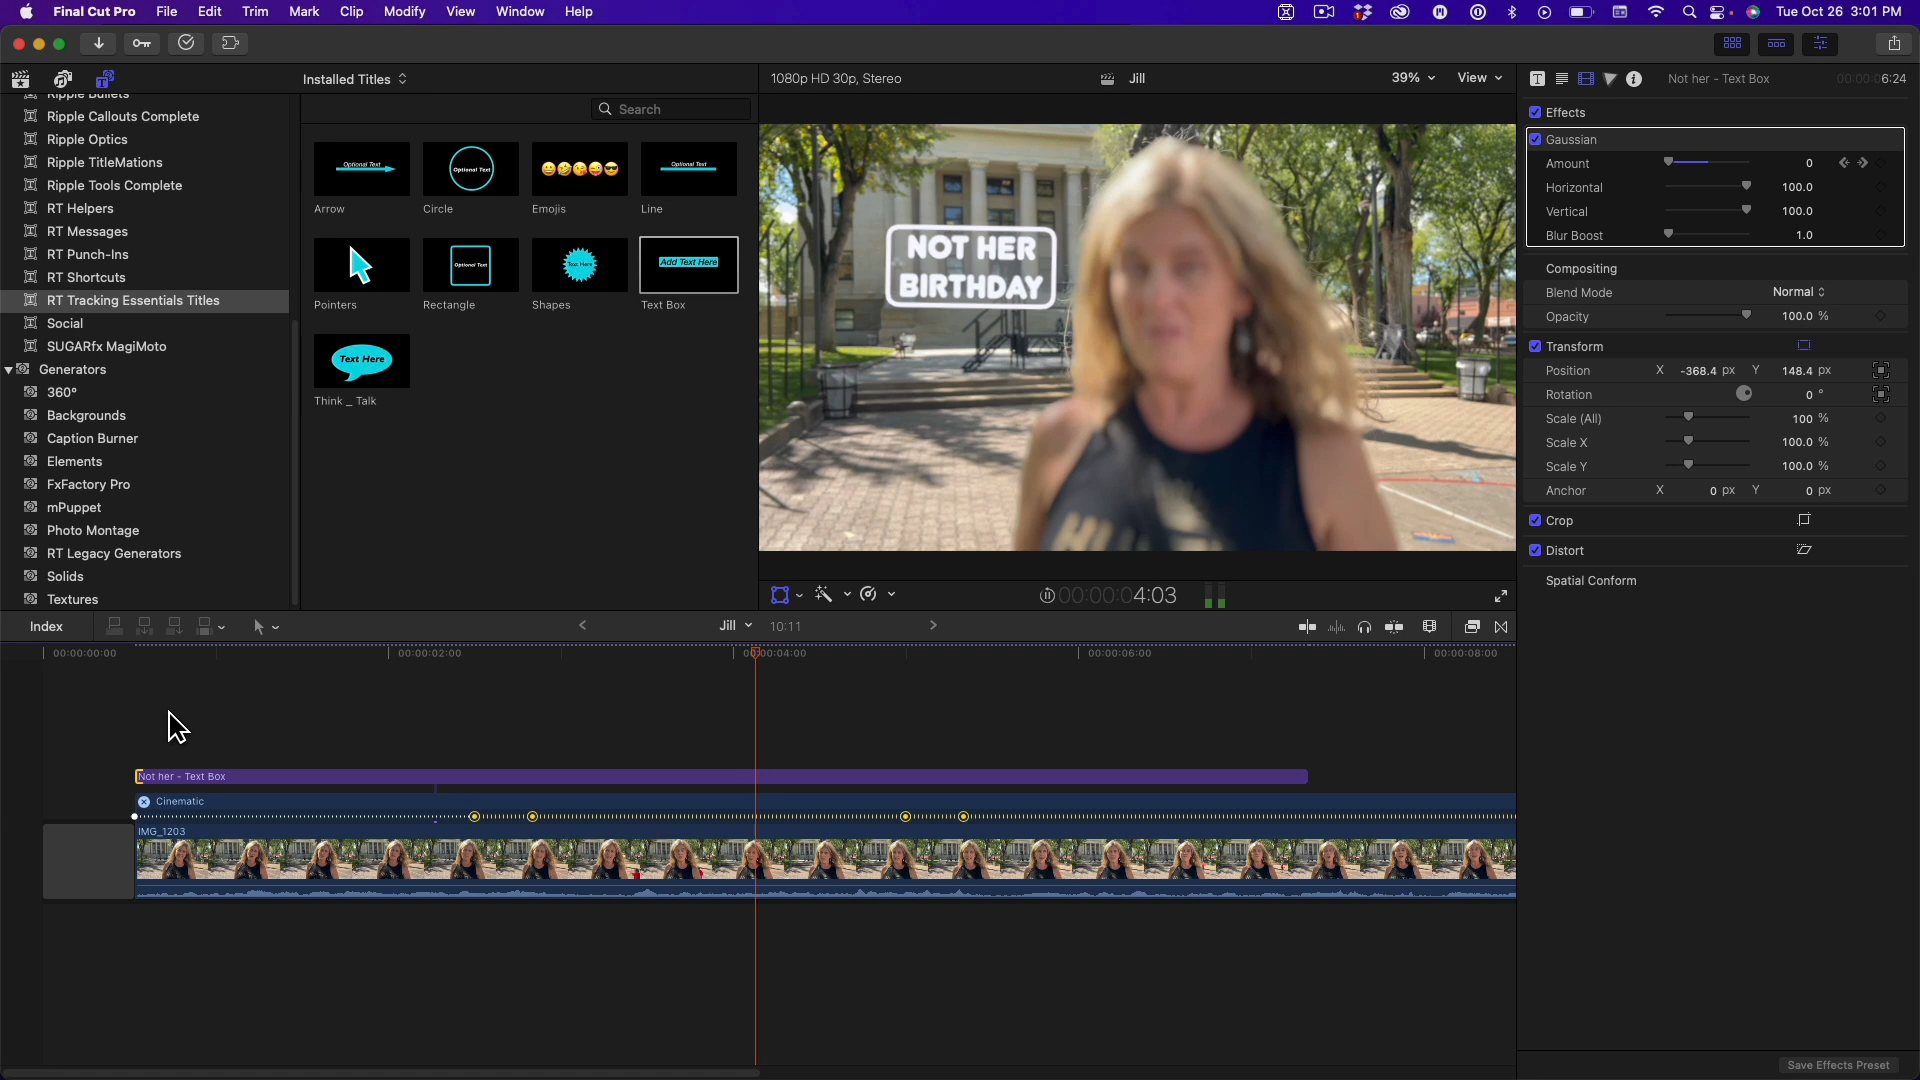 Final Cut Pro File Edit Trim Mark Clip Modify View Window Help Tue Oct 26 3:01 PM
Installed Titles
1080p HD 30p, Stereo
Jill
39%
View
Not her - Text Box
00:00:06:24
Ripple Bullets
Ripple Callouts Complete
Ripple Optics
Ripple TitleMations
Ripple Tools Complete
RT Helpers
RT Messages
RT Punch-Ins
RT Shortcuts
RT Tracking Essentials Titles
Social
SUGARfx MagiMoto
Generators
360°
Backgrounds
Caption Burner
Elements
FxFactory Pro
mPuppet
Photo Montage
RT Legacy Generators
Solids
Textures
Search
Optional Text
Optional Text
Optional Text
Arrow
Circle
Emojis
Line
Optional Text
Text Here
Add Text Here
Pointers
Rectangle
Shapes
Text Box
Text Here
Think _ Talk
NOT HER
BIRTHDAY
00:00:04:03
Effects
Gaussian
Amount 0
Horizontal 100.0
Vertical 100.0
Blur Boost 1.0
Compositing
Blend Mode Normal
Opacity 100.0 %
Transform
Position X -368.4 px Y 148.4 px
Rotation 0 °
Scale (All) 100 %
Scale X 100.0 %
Scale Y 100.0 %
Anchor X 0 px Y 0 px
Crop
Distort
Spatial Conform
Index
Jill
10:11
00:00:00:00
00:00:02:00
00:00:04:00
00:00:06:00
00:00:08:00
Not her - Text Box
Cinematic
IMG_1203
Save Effects Preset